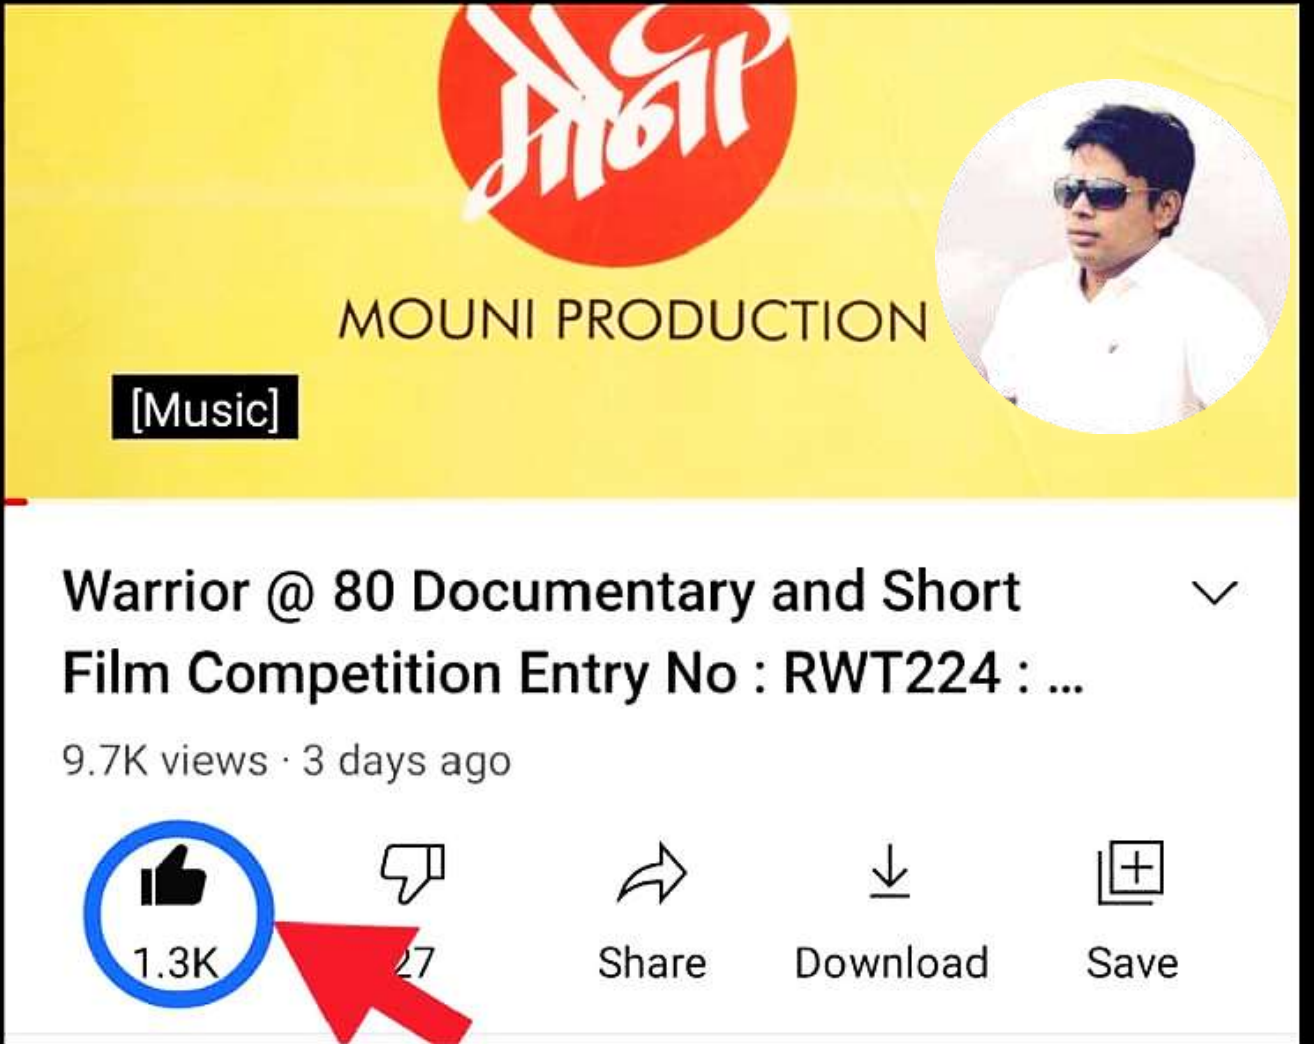 मौनी
MOUNI PRODUCTION
[Music]
Warrior @ 80 Documentary and Short
Film Competition Entry No : RWT224 : ...
9.7K views · 3 days ago
1.3K 27 Share Download Save